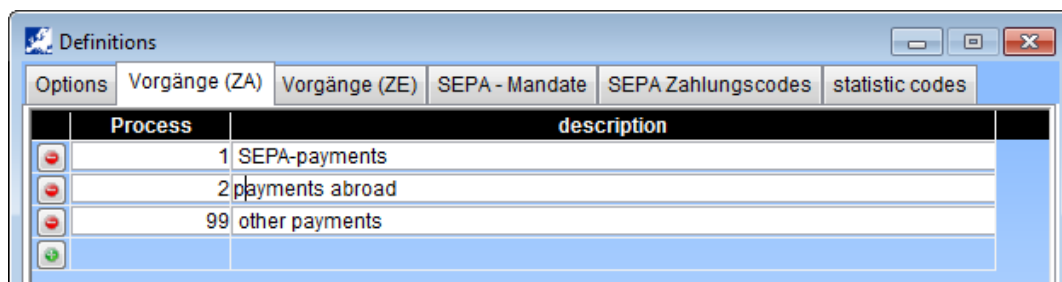 Definitions
Options Vorgänge (ZA) Vorgänge (ZE) SEPA - Mandate SEPA Zahlungscodes statistic codes
Process description
1 SEPA-payments
2 payments abroad
99 other payments